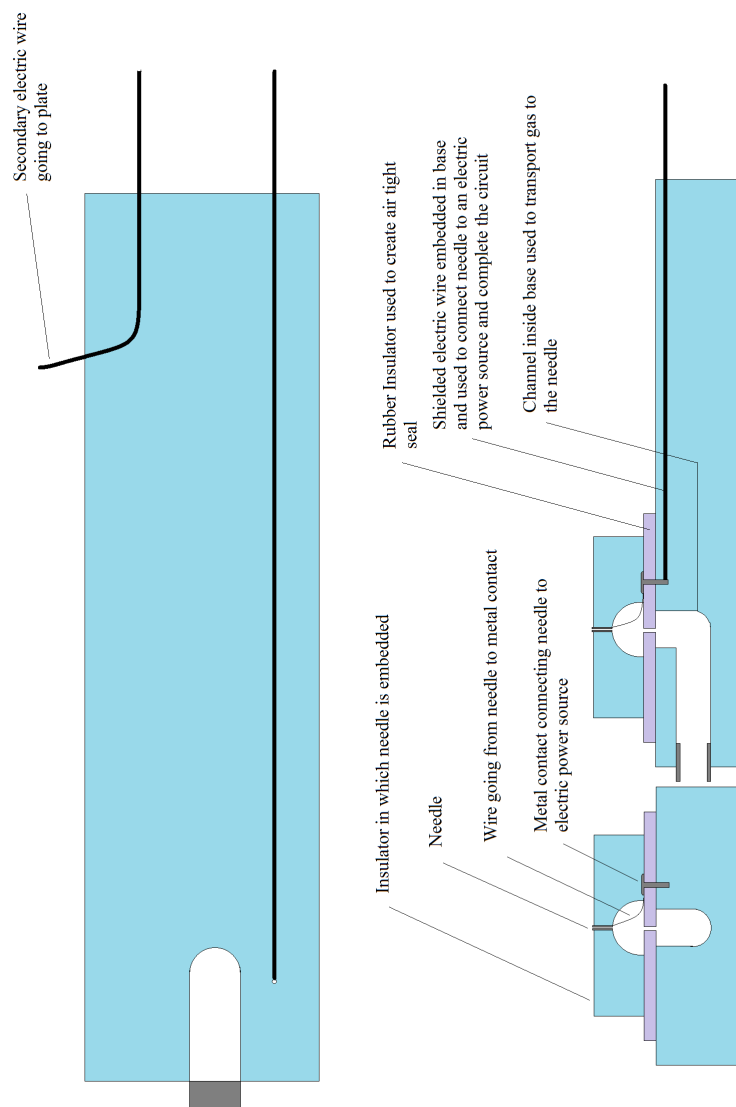 Secondary electric wire
going to plate
Rubber Insulator used to create air tight
seal
Shielded electric wire embedded in base
and used to connect needle to an electric
power source and complete the circuit
Channel inside base used to transport gas to
the needle
Insulator in which needle is embedded
Needle
Wire going from needle to metal contact
Metal contact connecting needle to
electric power source